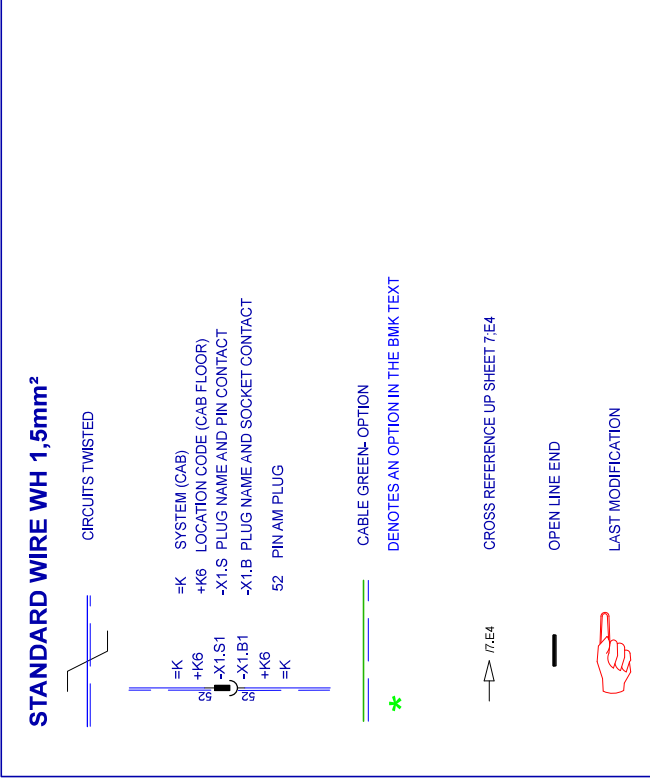 STANDARD WIRE WH 1,5mm²
CIRCUITS TWISTED
=K
+K6
-X1.S1
-X1.B1
+K6
=K
52
52
=K SYSTEM (CAB)
+K6 LOCATION CODE (CAB FLOOR)
-X1.S PLUG NAME AND PIN CONTACT
-X1.B PLUG NAME AND SOCKET CONTACT
52 PIN AM PLUG
CABLE GREEN- OPTION
* DENOTES AN OPTION IN THE BMK TEXT
/7.E4 CROSS REFERENCE UP SHEET 7;E4
OPEN LINE END
LAST MODIFICATION